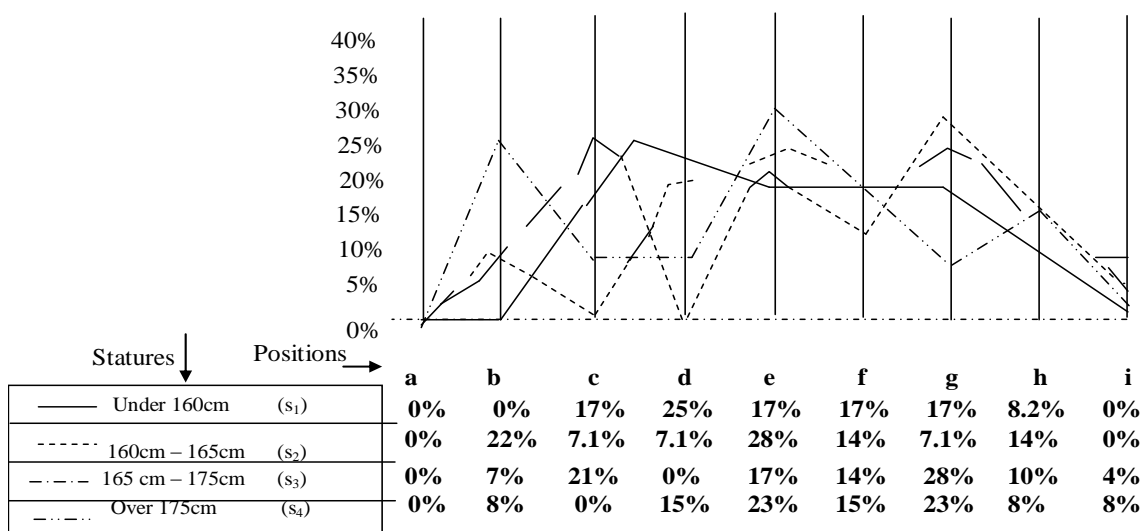 40%
35%
30%
25%
20%
15%
10%
5%
0%
Statures Positions
a b c d e f g h i
Under 160cm (s1) 0% 0% 17% 25% 17% 17% 17% 8.2% 0%
160cm – 165cm (s2) 0% 22% 7.1% 7.1% 28% 14% 7.1% 14% 0%
165 cm – 175cm (s3) 0% 7% 21% 0% 17% 14% 28% 10% 4%
Over 175cm (s4) 0% 8% 0% 15% 23% 15% 23% 8% 8%